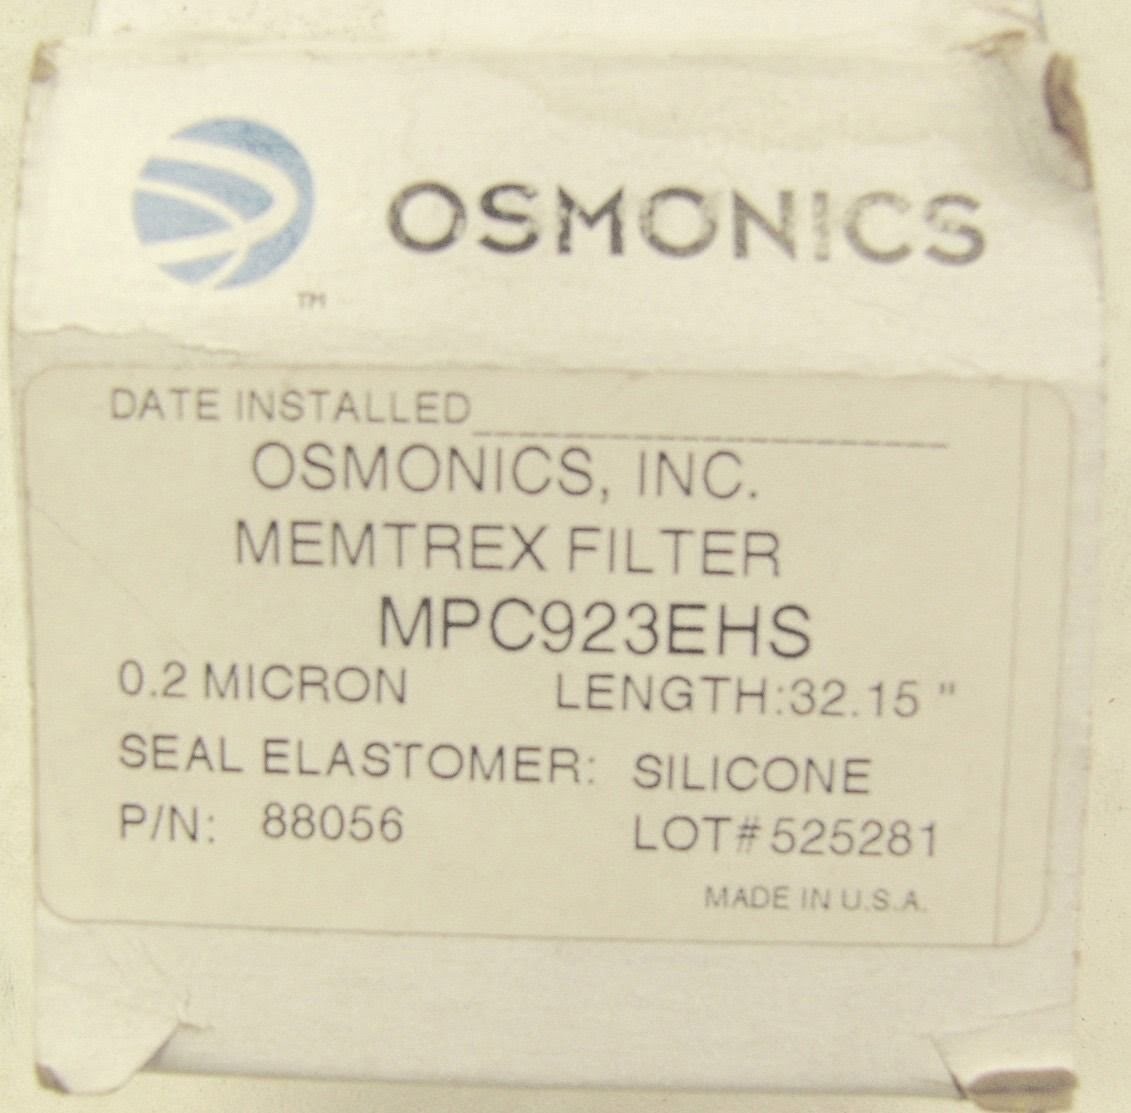 OSMONICS
TM
DATE INSTALLED
OSMONICS, INC.
MEMTREX FILTER
MPC923EHS
0.2 MICRON LENGTH:32.15 "
SEAL ELASTOMER: SILICONE
P/N: 88056 LOT#525281
MADE IN U.S.A.